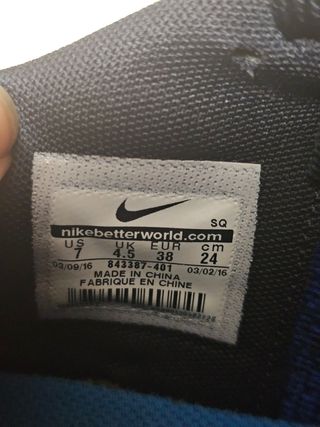 SQ
nikebetterworld.com
US UK EUR cm
7 4.5 38 24
03/09/16 843387-401 03/02/16
MADE IN CHINA
FABRIQUE EN CHINE